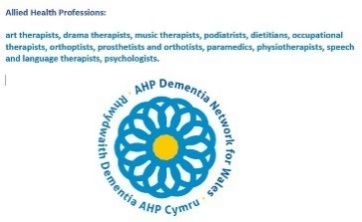 Allied Health Professions:
art therapists, drama therapists, music therapists, podiatrists, dietitians, occupational
therapists, orthoptists, prosthetists and orthotists, paramedics, physiotherapists, speech
and language therapists, psychologists.
AHP Dementia Network for Wales
Rhwydwaith Dementia AHP Cymru